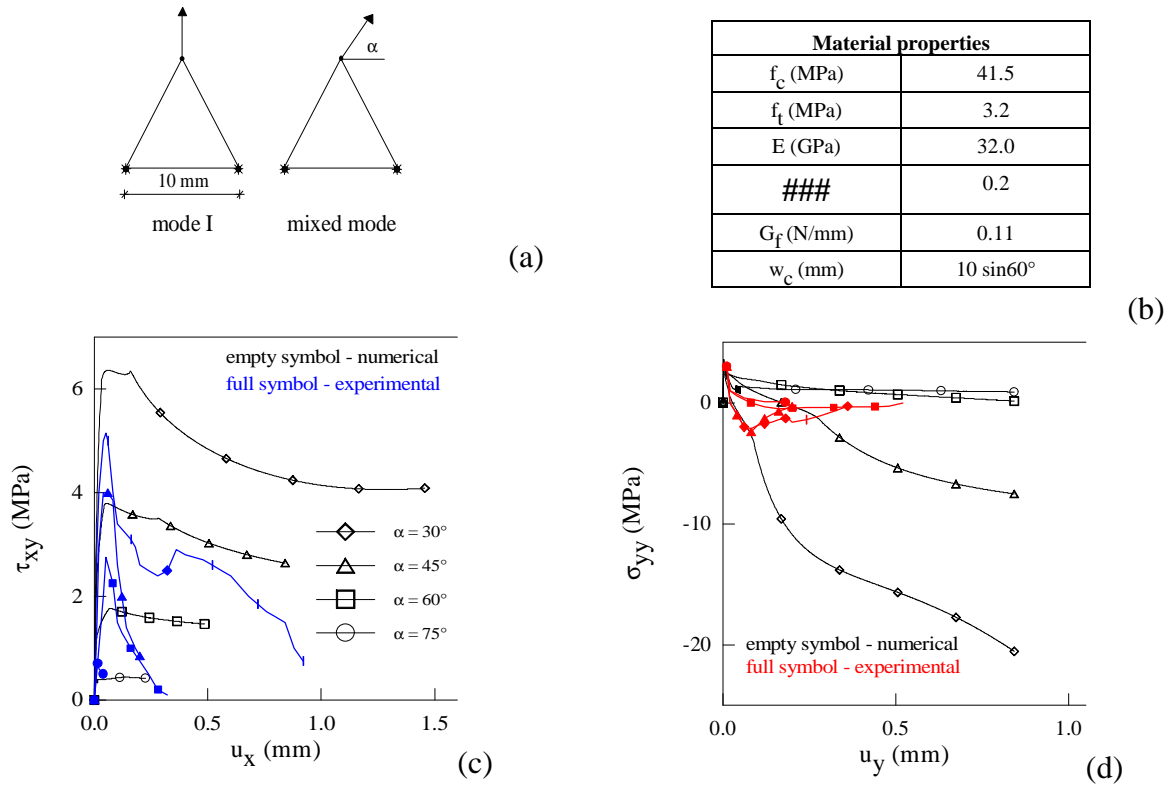 α
10 mm
mode I
mixed mode
(a)
Material properties
f_c (MPa) 41.5
f_t (MPa) 3.2
E (GPa) 32.0
### 0.2
G_f (N/mm) 0.11
w_c (mm) 10 sin60°
(b)
empty symbol - numerical
full symbol - experimental
6
4
2
0
τ_xy (MPa)
α = 30°
α = 45°
α = 60°
α = 75°
0.0 0.5 1.0 1.5
u_x (mm)
(c)
0
-10
-20
σ_yy (MPa)
empty symbol - numerical
full symbol - experimental
0.0 0.5 1.0
u_y (mm)
(d)